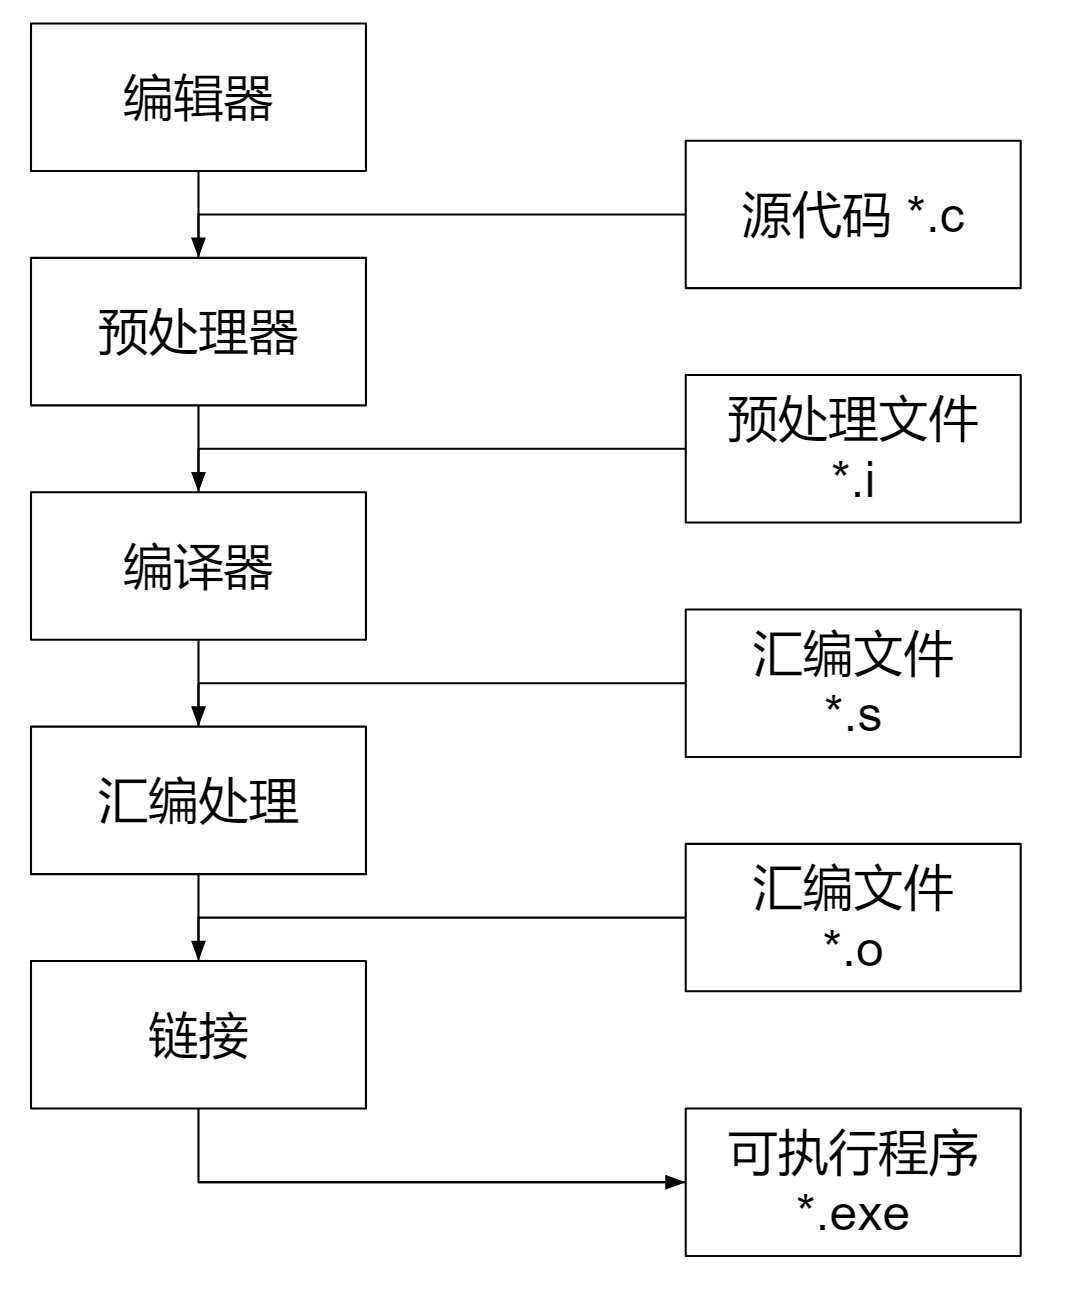 编辑器
源代码 *.c
预处理器
预处理文件
*.i
编译器
汇编文件
*.s
汇编处理
汇编文件
*.o
链接
可执行程序
*.exe